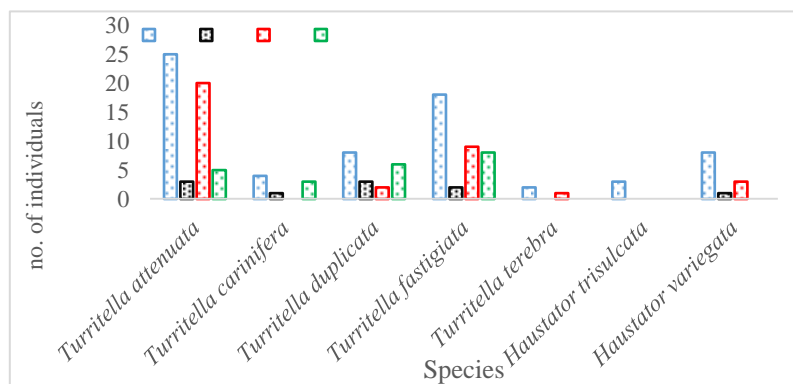 30
25
20
15
10
5
0
no. of individuals
Turritella attenuata
Turritella carinifera
Turritella duplicata
Turritella fastigiata
Turritella terebra
Haustator trisulcata
Haustator variegata
Species